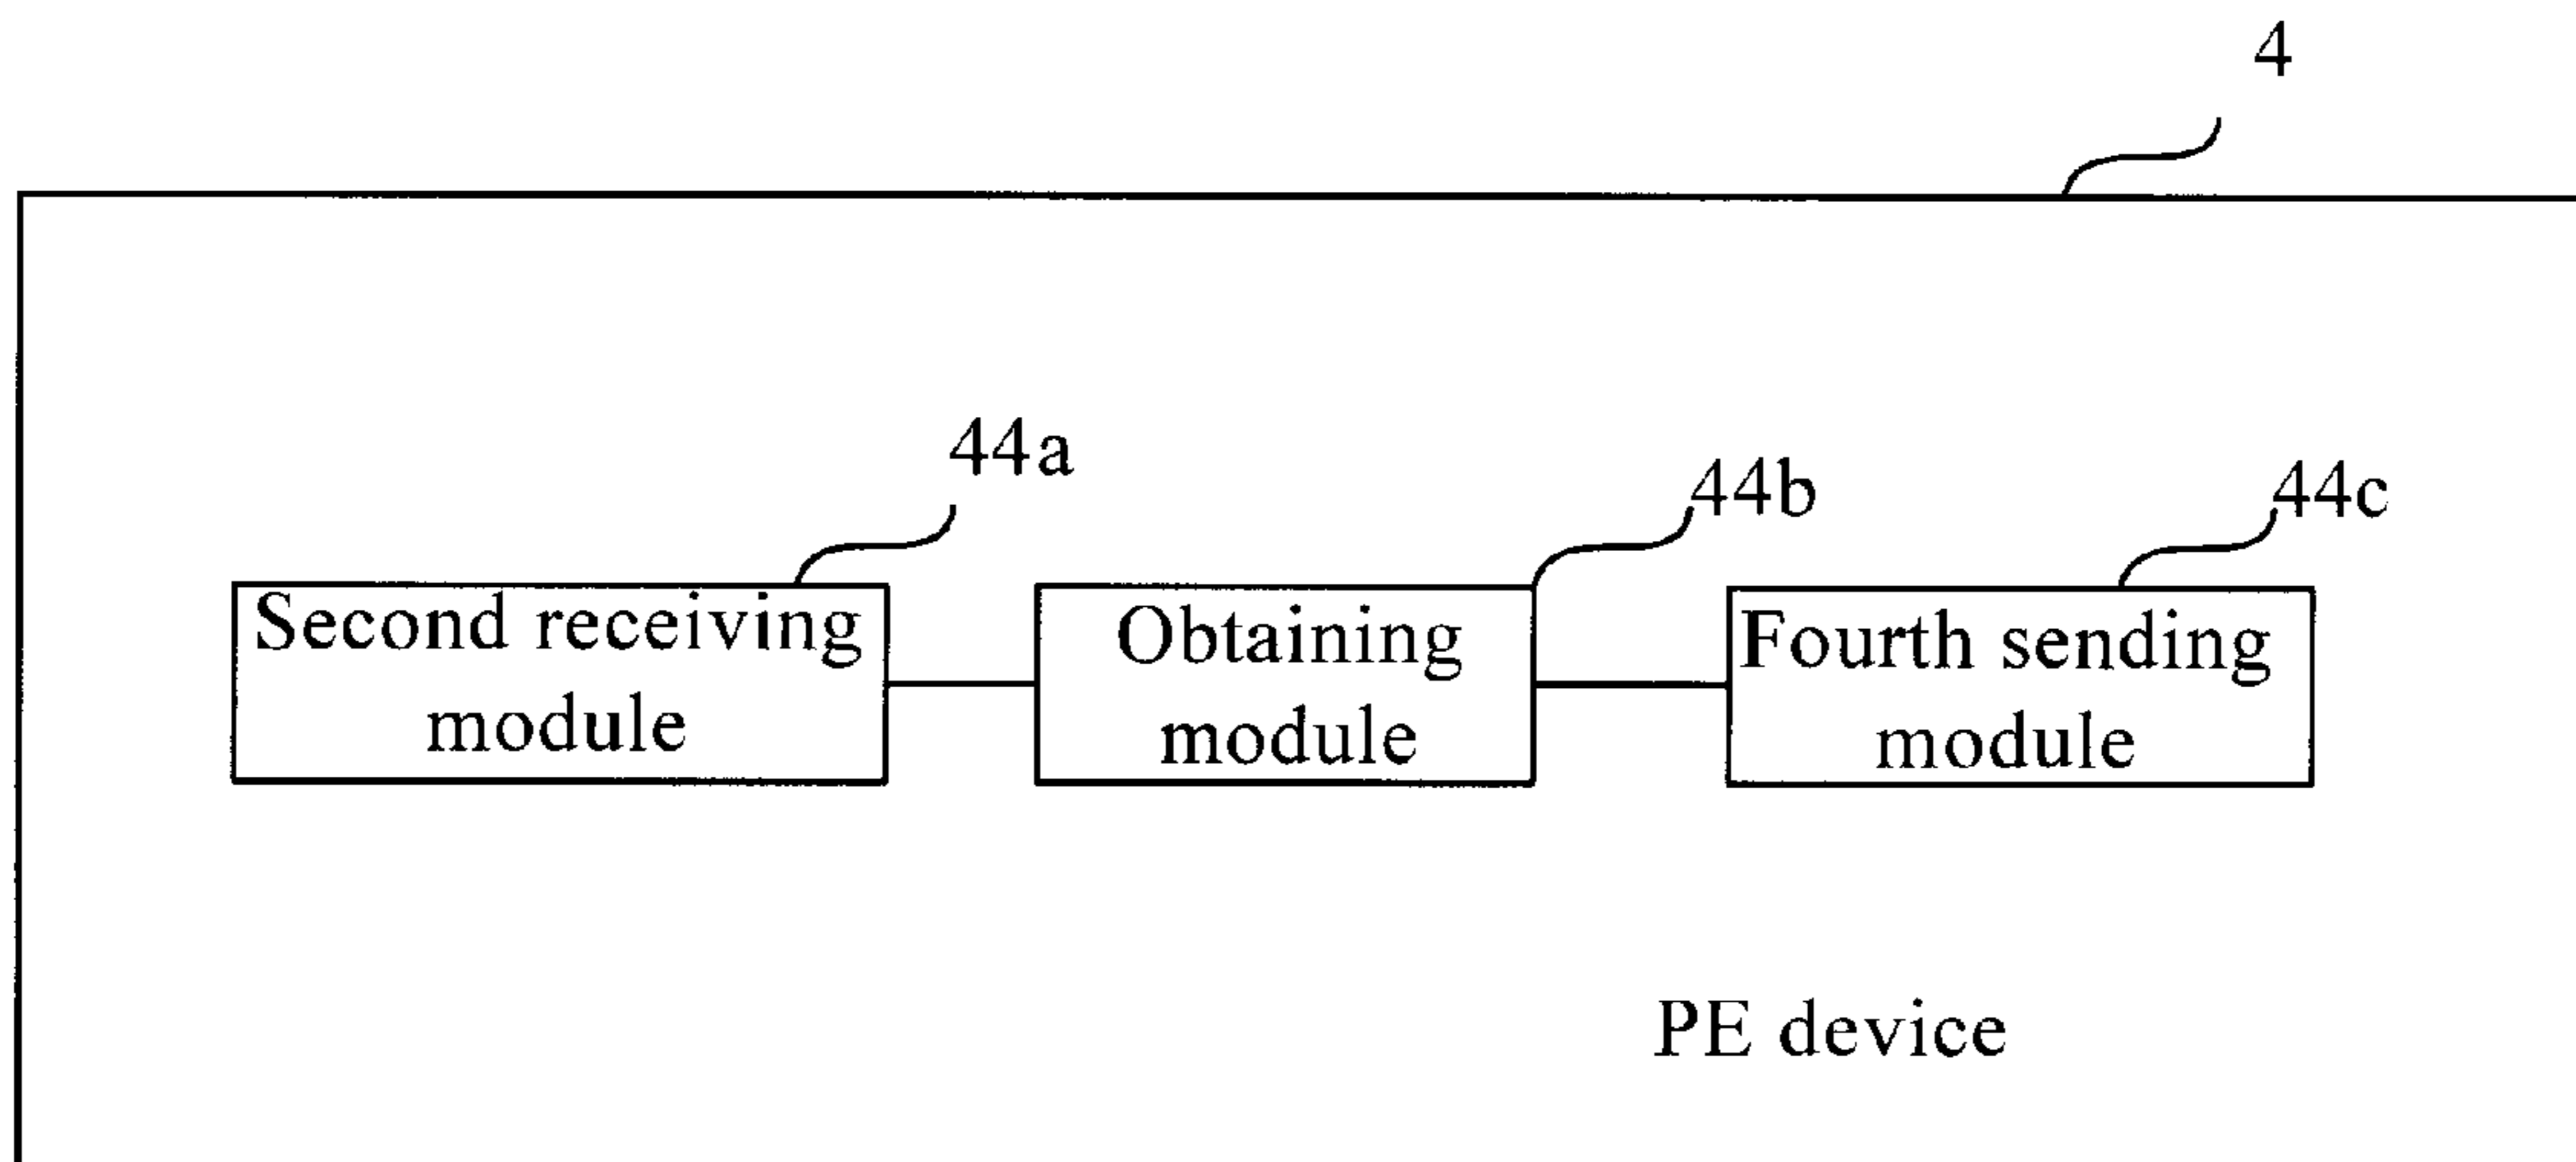 4
44a
44b
44c
Second receiving
module
Obtaining
module
Fourth sending
module
PE device